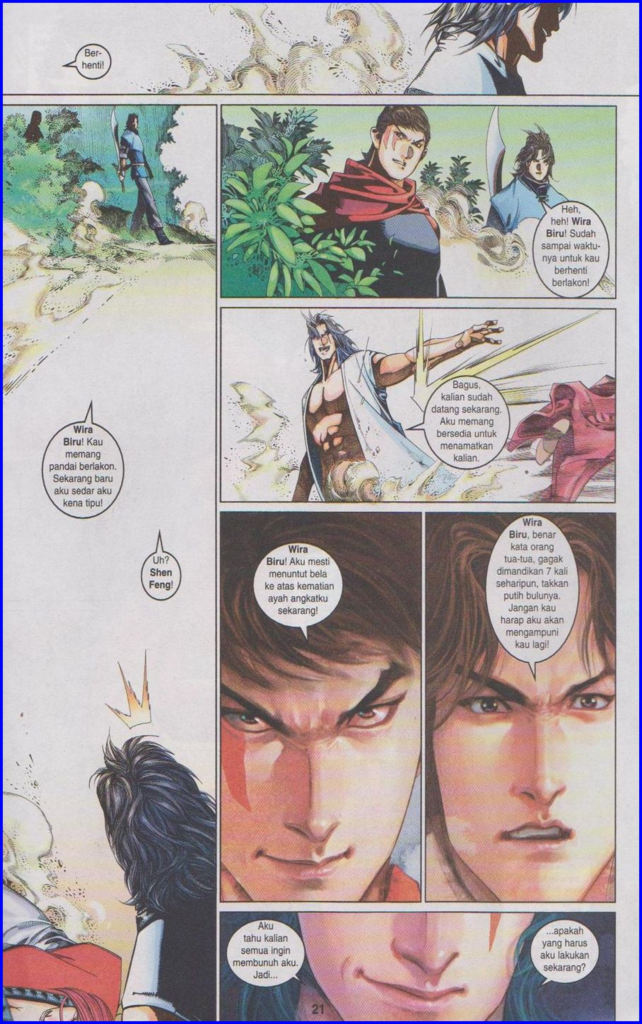 Ber-
henti!
Wira
Biru! Kau
memang
pandai berlakon.
Sekarang baru
aku sedar aku
kena tipu!
Uh?
Shen
Feng!
Heh,
heh! Wira
Biru! Sudah
sampai waktu-
nya untuk kau
berhenti
berlakon!
Bagus,
kalian sudah
datang sekarang.
Aku memang
bersedia untuk
menamatkan
kalian.
Wira
Biru! Aku mesti
menuntut bela
ke atas kematian
ayah angkatku
sekarang!
Wira
Biru, benar
kata orang
tua-tua, gagak
dimandikan 7 kali
seharipun, takkan
putih bulunya.
Jangan kau
harap aku akan
mengampuni
kau lagi!
Aku
tahu kalian
semua ingin
membunuh aku.
Jadi...
...apakah
yang harus
aku lakukan
sekarang?
21